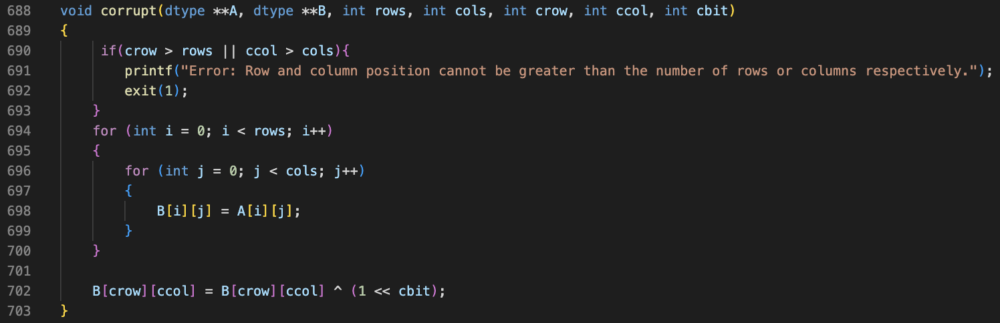 688 void corrupt(dtype **A, dtype **B, int rows, int cols, int crow, int ccol, int cbit)
689 {
690 if(crow > rows || ccol > cols){
691 printf("Error: Row and column position cannot be greater than the number of rows or columns respectively.");
692 exit(1);
693 }
694 for (int i = 0; i < rows; i++)
695 {
696 for (int j = 0; j < cols; j++)
697 {
698 B[i][j] = A[i][j];
699 }
700 }
701
702 B[crow][ccol] = B[crow][ccol] ^ (1 << cbit);
703 }